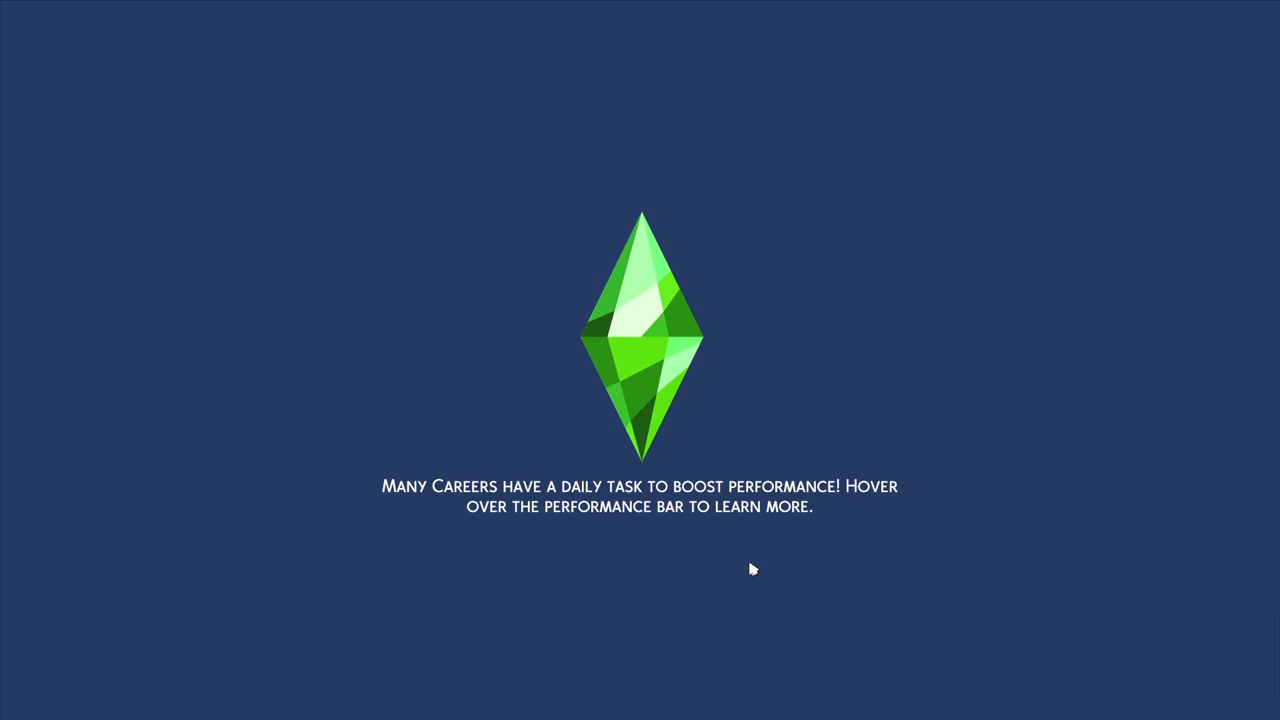 Many Careers have a daily task to boost performance! Hover
over the performance bar to learn more.